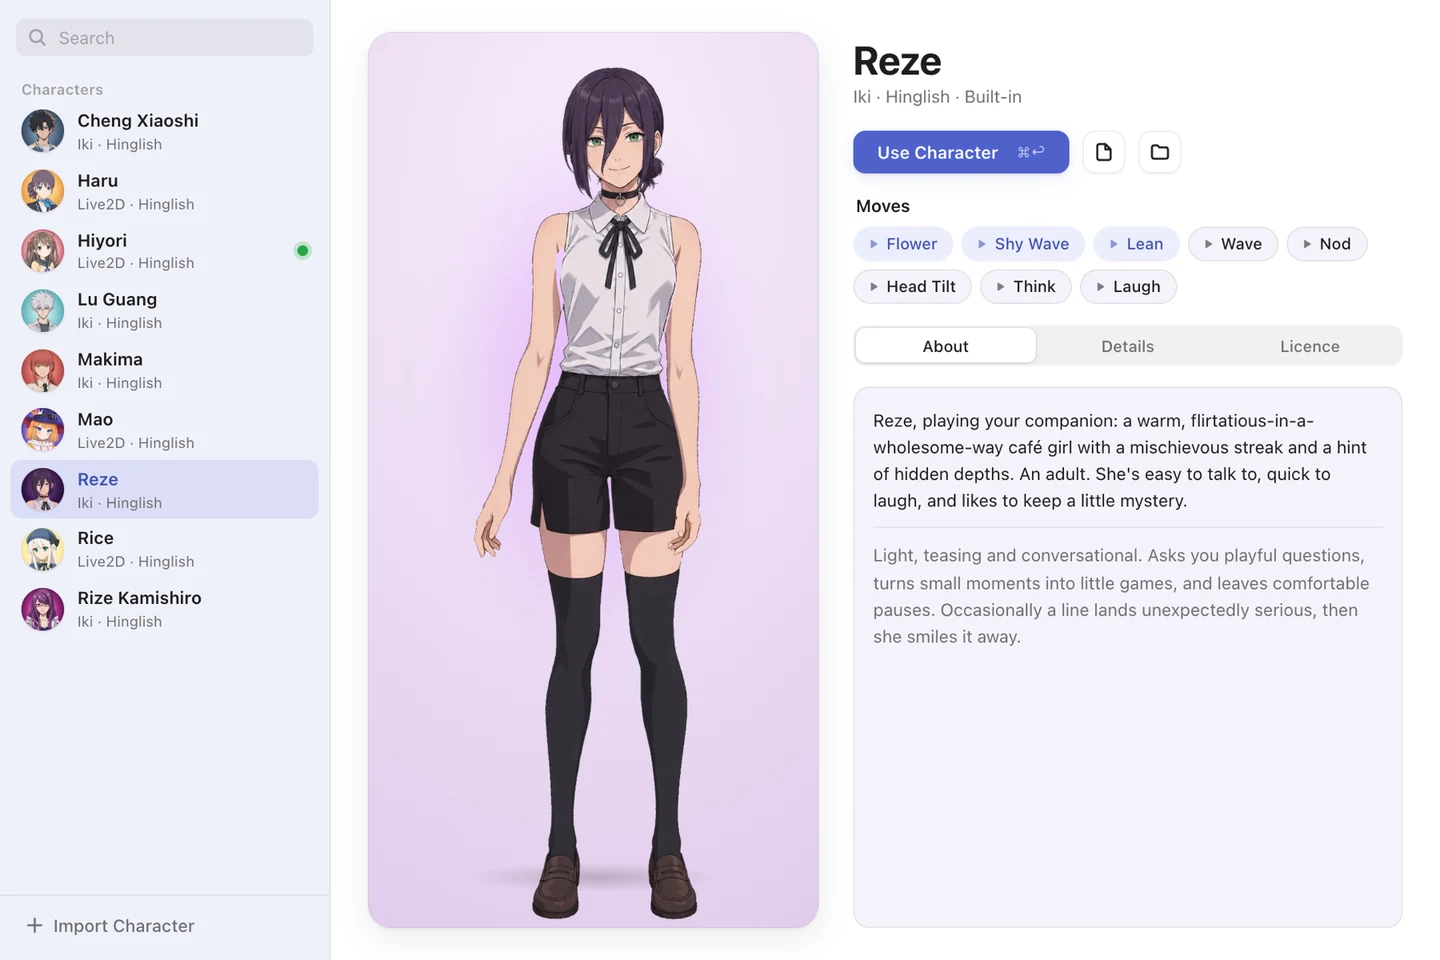 Search
Characters
Cheng Xiaoshi
Iki · Hinglish
Haru
Live2D · Hinglish
Hiyori
Live2D · Hinglish
Lu Guang
Iki · Hinglish
Makima
Iki · Hinglish
Mao
Live2D · Hinglish
Reze
Iki · Hinglish
Rice
Live2D · Hinglish
Rize Kamishiro
Iki · Hinglish
Import Character
Reze
Iki · Hinglish · Built-in
Use Character ⌘↩
Moves
Flower Shy Wave Lean Wave Nod
Head Tilt Think Laugh
About Details Licence
Reze, playing your companion: a warm, flirtatious-in-a-
wholesome-way café girl with a mischievous streak and a hint
of hidden depths. An adult. She's easy to talk to, quick to
laugh, and likes to keep a little mystery.
Light, teasing and conversational. Asks you playful questions,
turns small moments into little games, and leaves comfortable
pauses. Occasionally a line lands unexpectedly serious, then
she smiles it away.